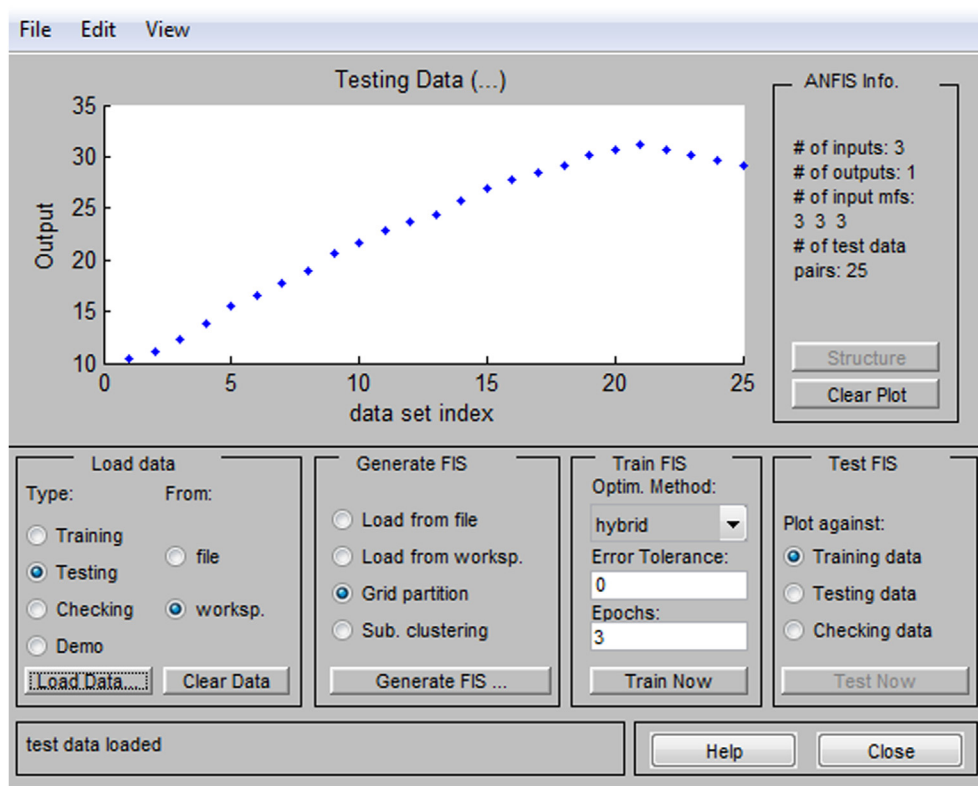 File Edit View
Testing Data (...)
35
30
25
20
15
10
Output
0 5 10 15 20 25
data set index
ANFIS Info.
# of inputs: 3
# of outputs: 1
# of input mfs:
3 3 3
# of test data
pairs: 25
Structure
Clear Plot
Load data
Type: From:
Training
file
Testing
Checking
worksp.
Demo
Load Data... Clear Data
Generate FIS
Load from file
Load from worksp.
Grid partition
Sub. clustering
Generate FIS ...
Train FIS
Optim. Method:
hybrid
Error Tolerance:
0
Epochs:
3
Train Now
Test FIS
Plot against:
Training data
Testing data
Checking data
Test Now
test data loaded
Help Close